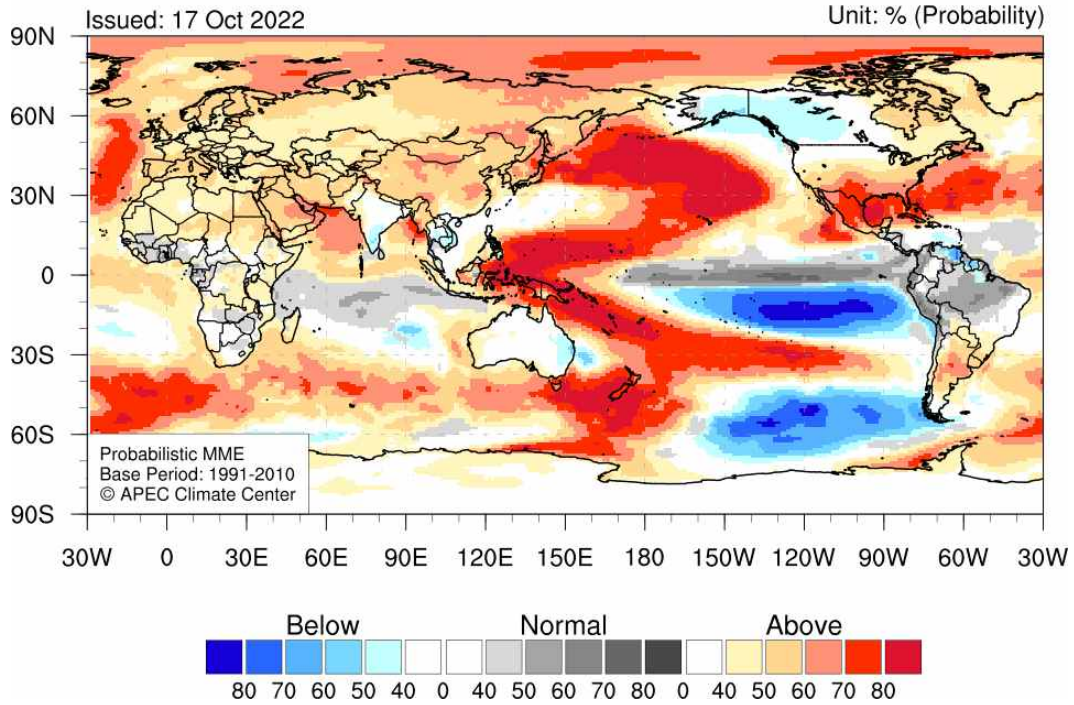 Issued: 17 Oct 2022
Unit: % (Probability)
90N
60N
30N
0
30S
60S
90S
Probabilistic MME
Base Period: 1991-2010
© APEC Climate Center
30W 0 30E 60E 90E 120E 150E 180 150W 120W 90W 60W 30W
Below Normal Above
80 70 60 50 40 0 40 50 60 70 80 0 40 50 60 70 80